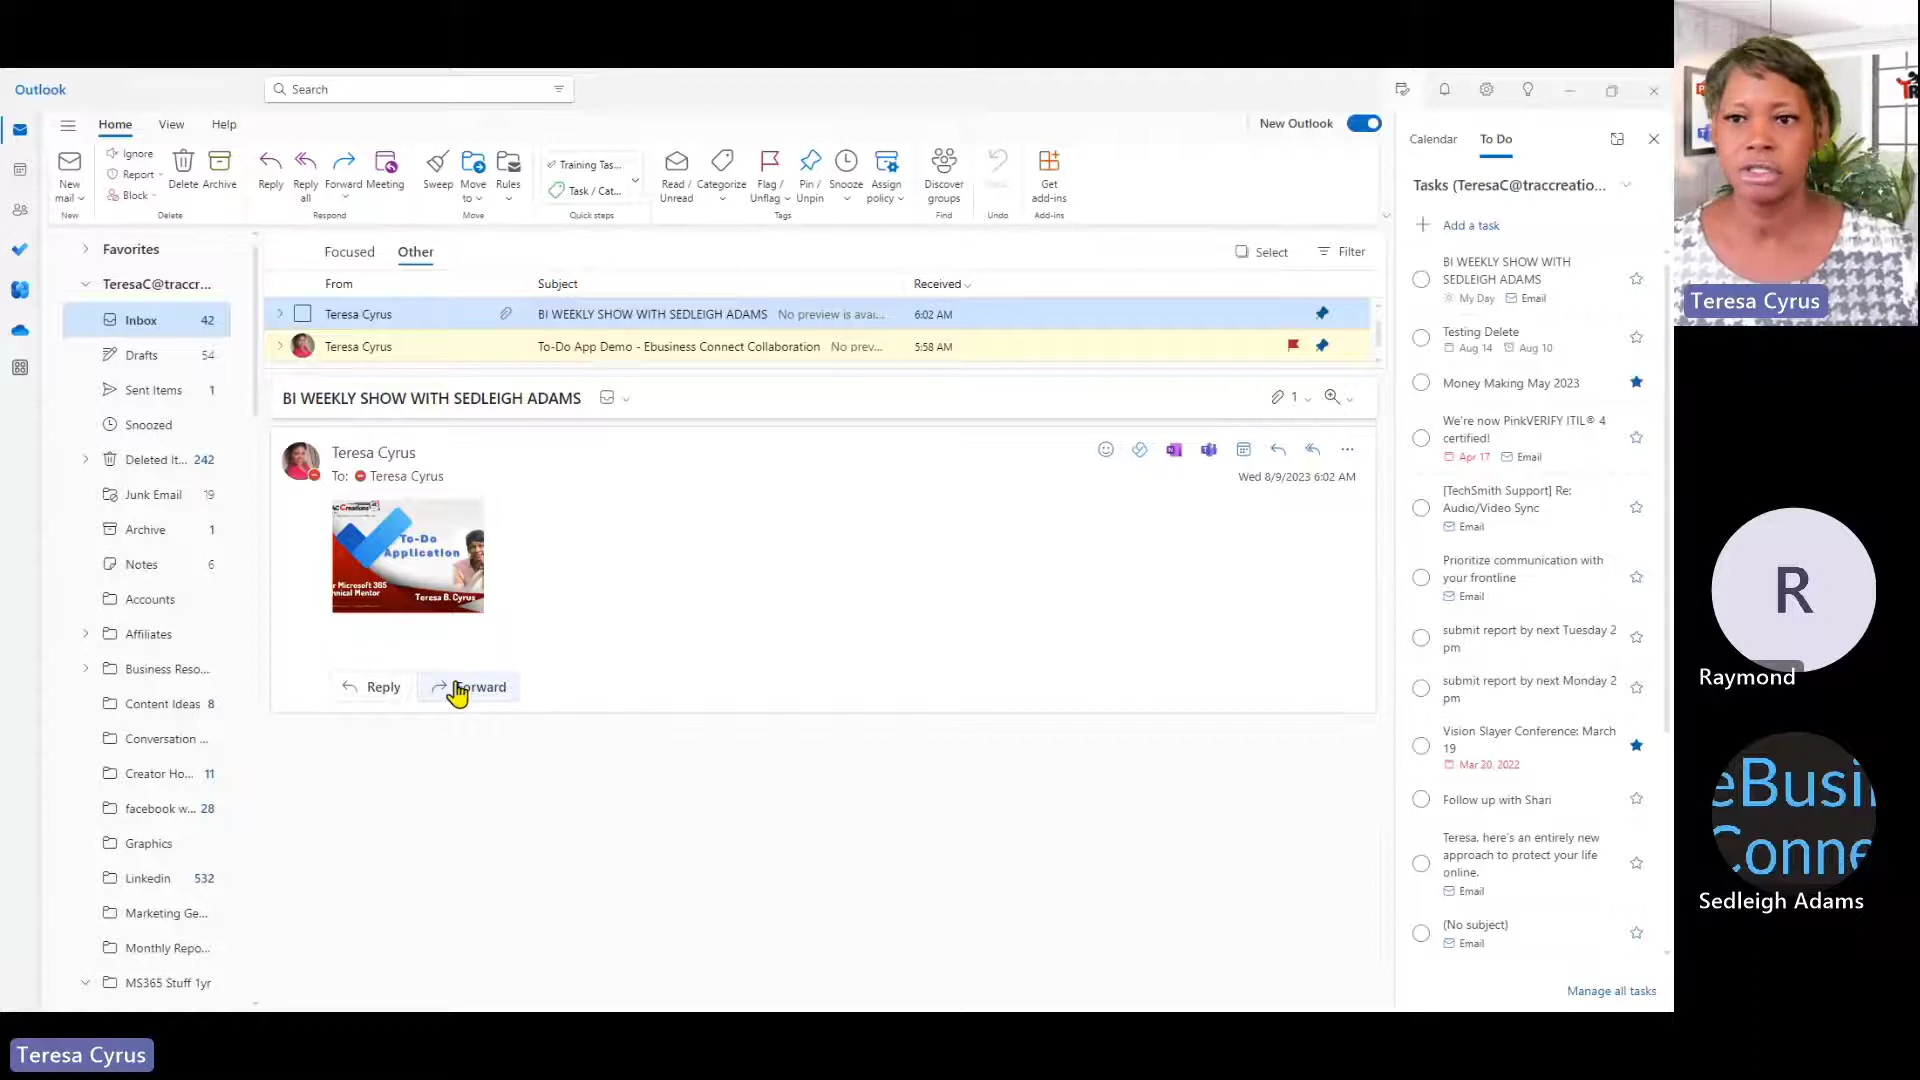 Outlook
Search
Home View Help
New Outlook
New
mail
New
Ignore
Report
Block
Delete
Archive
Delete
Reply
Reply
all
Forward
Meeting
Respond
Sweep
Move
to
Rules
Move
Training Tas...
Task / Cat...
Quick steps
Read /
Unread
Categorize
Flag /
Unflag
Pin /
Unpin
Snooze
Assign
policy
Tags
Discover
groups
Find
Undo
Get
add-ins
Add-ins
Favorites
TeresaC@traccr...
Inbox 42
Drafts 54
Sent Items 1
Snoozed
Deleted It... 242
Junk Email 19
Archive 1
Notes 6
Accounts
Affiliates
Business Reso...
Content Ideas 8
Conversation ...
Creator Ho... 11
facebook w... 28
Graphics
Linkedin 532
Marketing Ge...
Monthly Repo...
MS365 Stuff 1yr
Focused Other
Select Filter
From Subject Received
Teresa Cyrus BI WEEKLY SHOW WITH SEDLEIGH ADAMS No preview is avai... 6:02 AM
Teresa Cyrus To-Do App Demo - Ebusiness Connect Collaboration No prev... 5:58 AM
BI WEEKLY SHOW WITH SEDLEIGH ADAMS
1
Teresa Cyrus
To: Teresa Cyrus
Wed 8/9/2023 6:02 AM
Creations
To-Do
Application
r Microsoft 365
hnical Mentor
Teresa B. Cyrus
Reply Forward
Calendar To Do
Tasks (TeresaC@traccreatio...
Add a task
BI WEEKLY SHOW WITH
SEDLEIGH ADAMS
My Day Email
Testing Delete
Aug 14 Aug 10
Money Making May 2023
We're now PinkVERIFY ITIL® 4
certified!
Apr 17 Email
[TechSmith Support] Re:
Audio/Video Sync
Email
Prioritize communication with
your frontline
Email
submit report by next Tuesday 2
pm
submit report by next Monday 2
pm
Vision Slayer Conference: March
19
Mar 20, 2022
Follow up with Shari
Teresa, here's an entirely new
approach to protect your life
online.
Email
(No subject)
Email
Manage all tasks
Teresa Cyrus
R
Raymond
eBusi
Conne
Sedleigh Adams
Teresa Cyrus